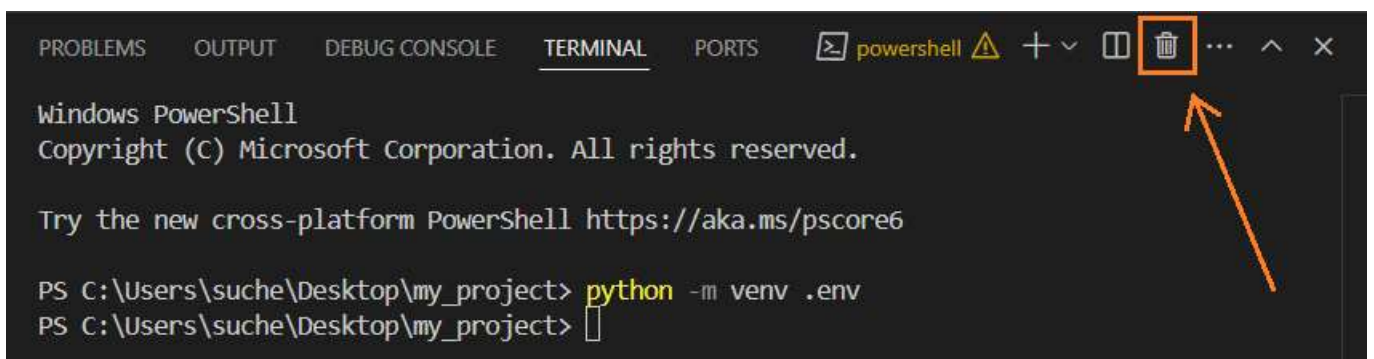 PROBLEMS OUTPUT DEBUG CONSOLE TERMINAL PORTS powershell
Windows PowerShell
Copyright (C) Microsoft Corporation. All rights reserved.
Try the new cross-platform PowerShell https://aka.ms/pscore6
PS C:\Users\suche\Desktop\my_project> python -m venv .env
PS C:\Users\suche\Desktop\my_project>